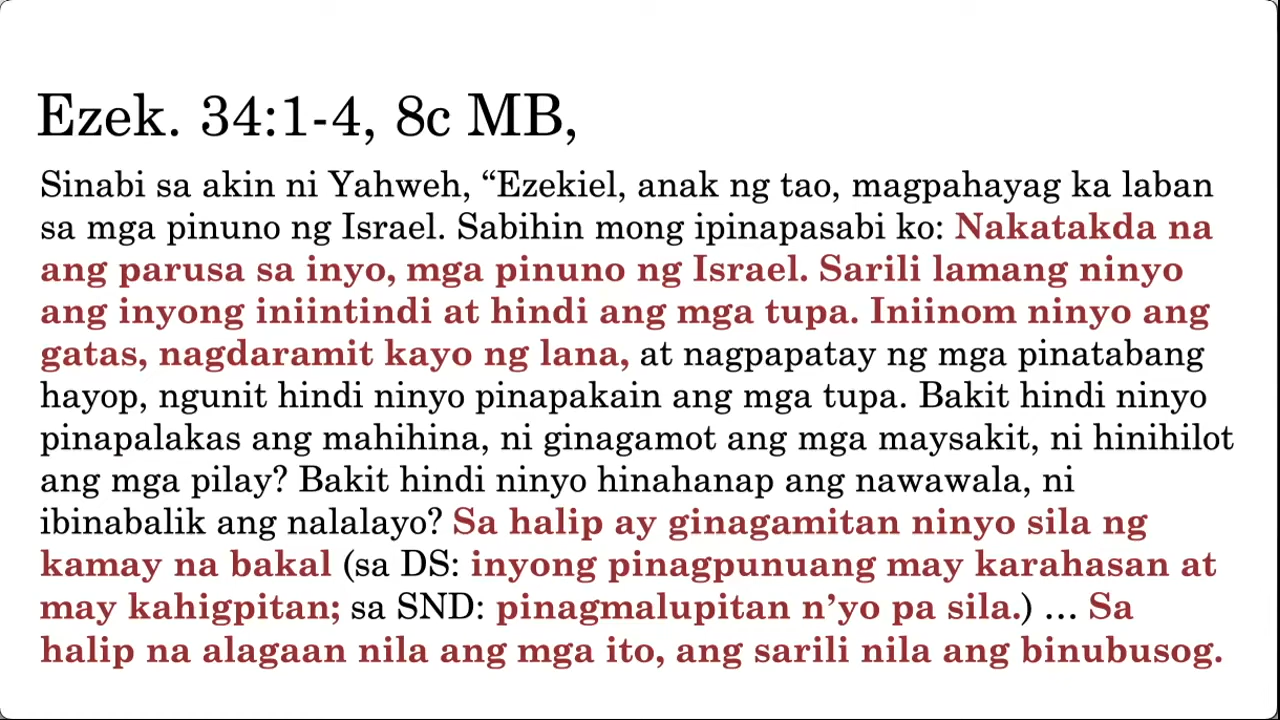 Ezek. 34:1-4, 8c MB,
Sinabi sa akin ni Yahweh, “Ezekiel, anak ng tao, magpahayag ka laban
sa mga pinuno ng Israel. Sabihin mong ipinapasabi ko: Nakatakda na
ang parusa sa inyo, mga pinuno ng Israel. Sarili lamang ninyo
ang inyong iniintindi at hindi ang mga tupa. Iniinom ninyo ang
gatas, nagdaramit kayo ng lana, at nagpapatay ng mga pinatabang
hayop, ngunit hindi ninyo pinapakain ang mga tupa. Bakit hindi ninyo
pinapalakas ang mahihina, ni ginagamot ang mga maysakit, ni hinihilot
ang mga pilay? Bakit hindi ninyo hinahanap ang nawawala, ni
ibinabalik ang nalalayo? Sa halip ay ginagamitan ninyo sila ng
kamay na bakal (sa DS: inyong pinagpunuang may karahasan at
may kahigpitan; sa SND: pinagmalupitan n’yo pa sila.) … Sa
halip na alagaan nila ang mga ito, ang sarili nila ang binubusog.